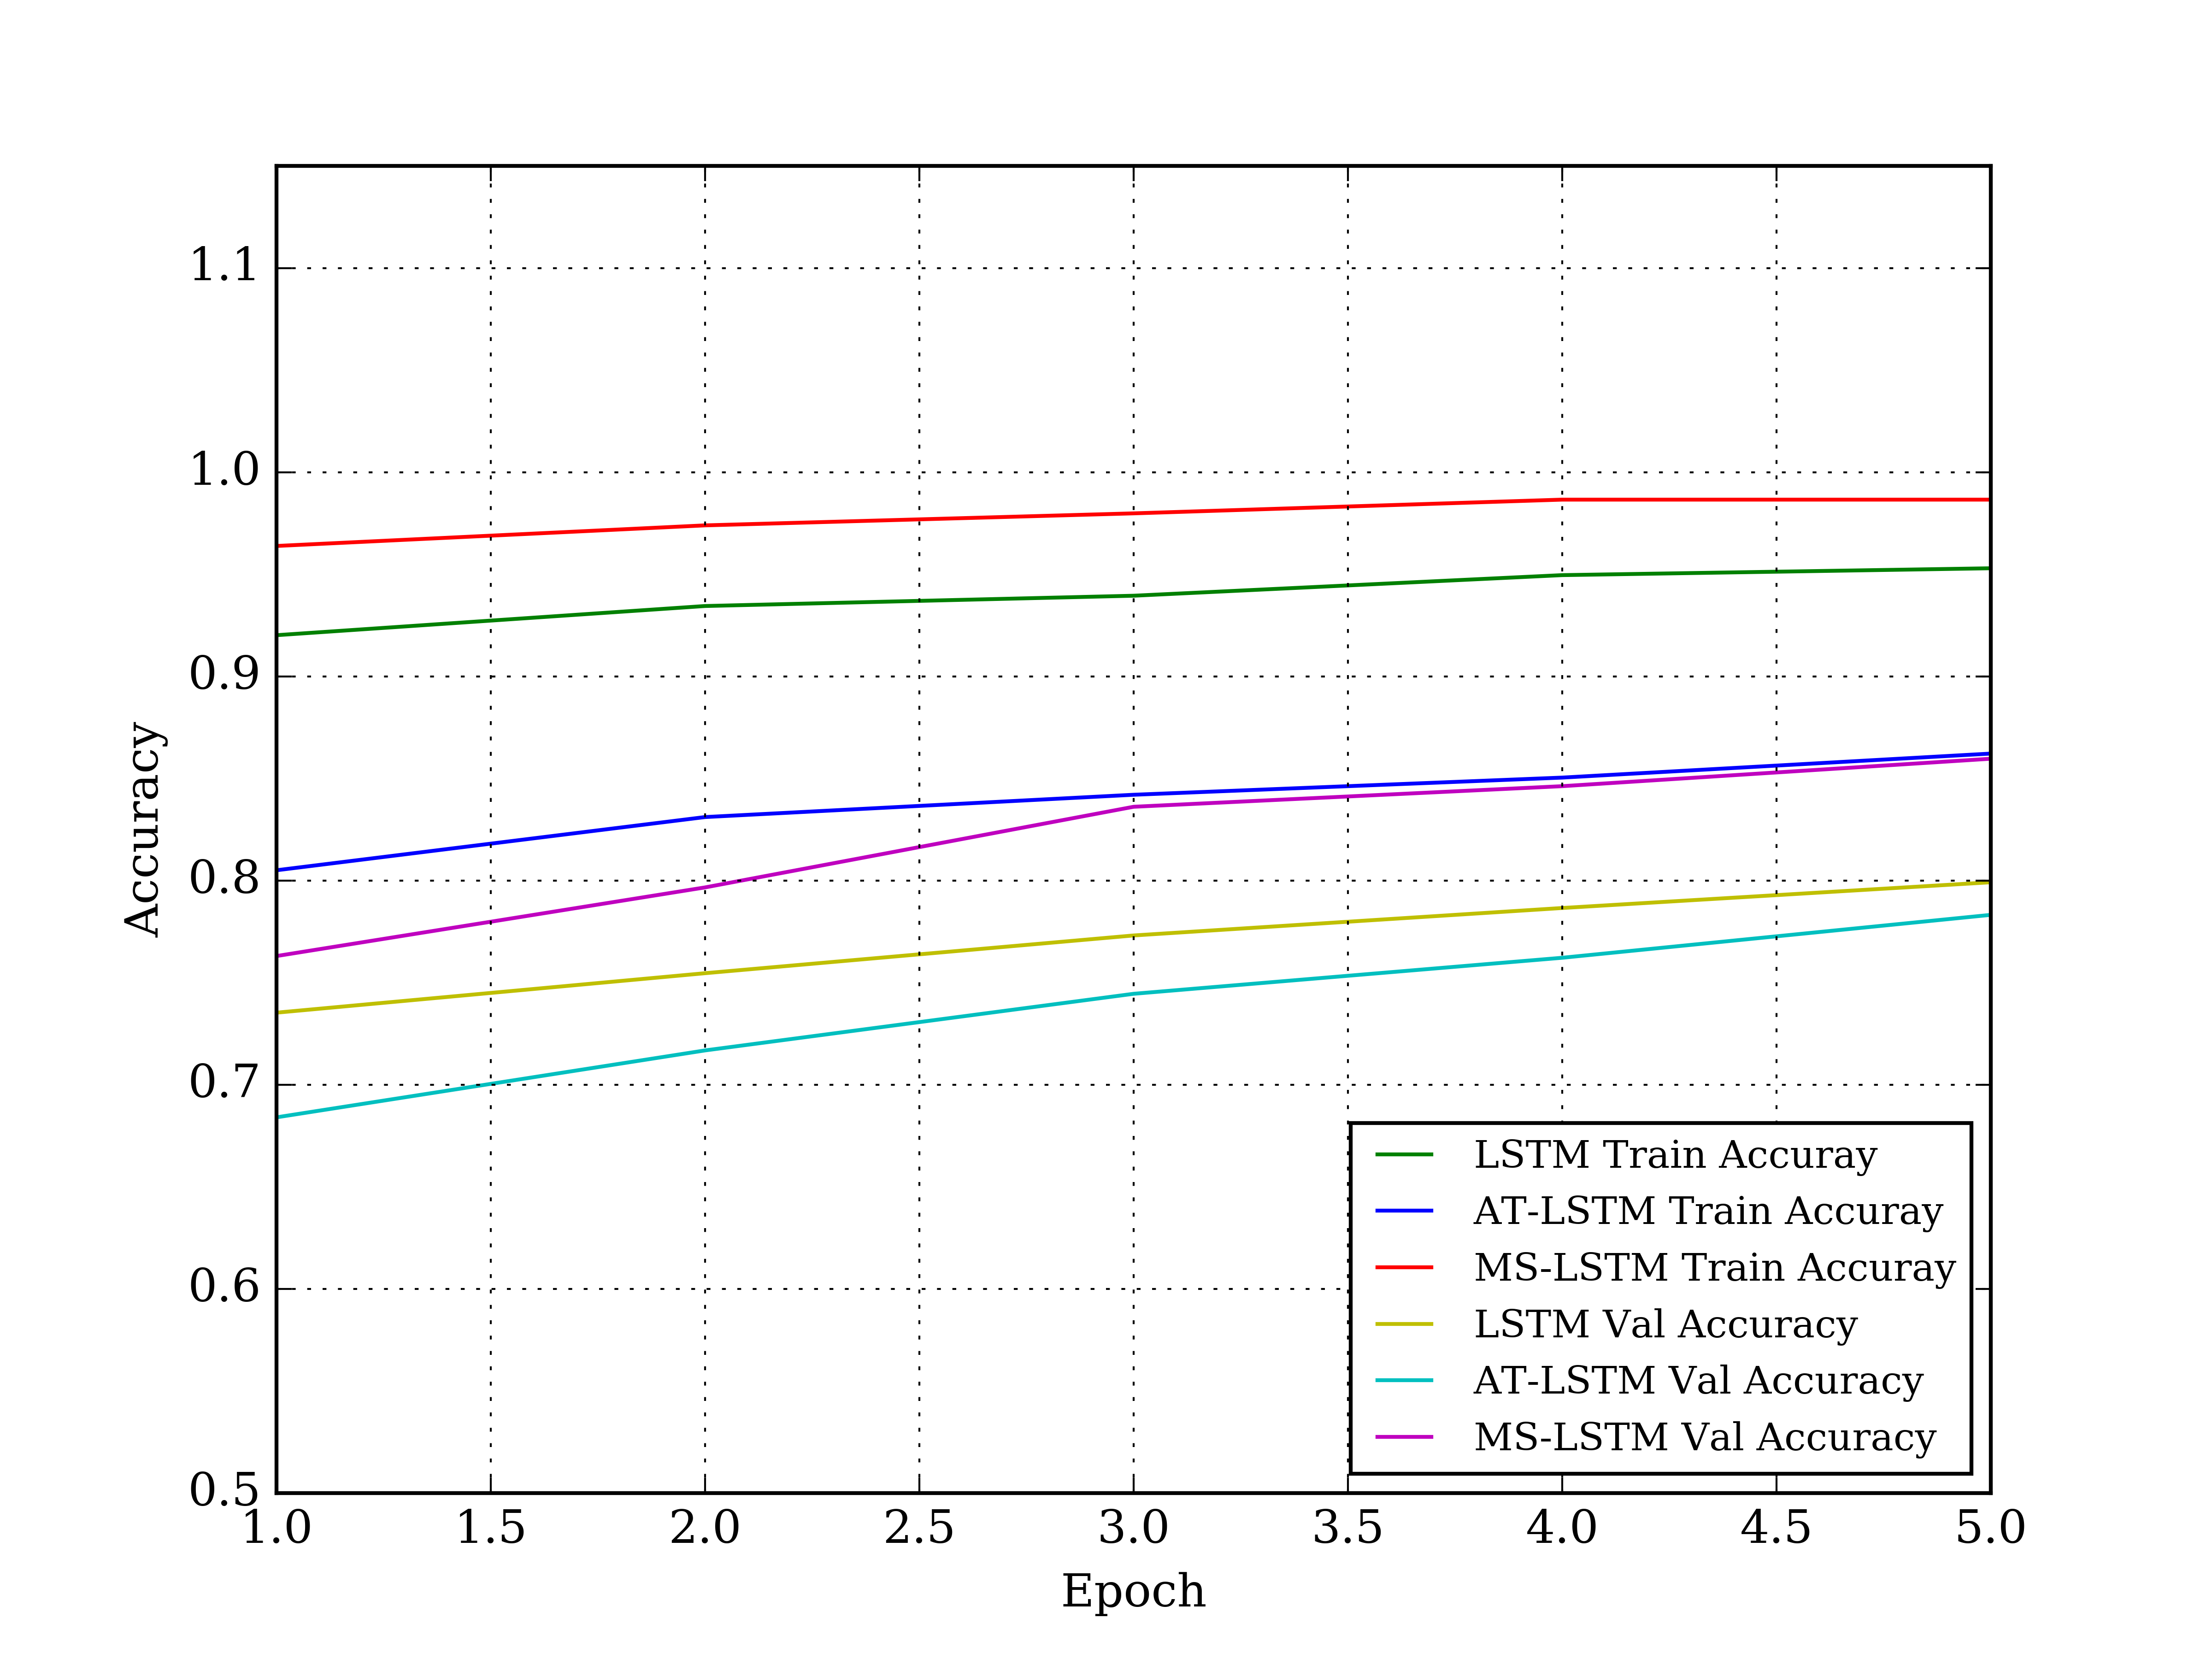 1.1
1.0
0.9
0.8
0.7
0.6
0.5
Accuracy
1.0 1.5 2.0 2.5 3.0 3.5 4.0 4.5 5.0
Epoch
LSTM Train Accuray
AT-LSTM Train Accuray
MS-LSTM Train Accuray
LSTM Val Accuracy
AT-LSTM Val Accuracy
MS-LSTM Val Accuracy